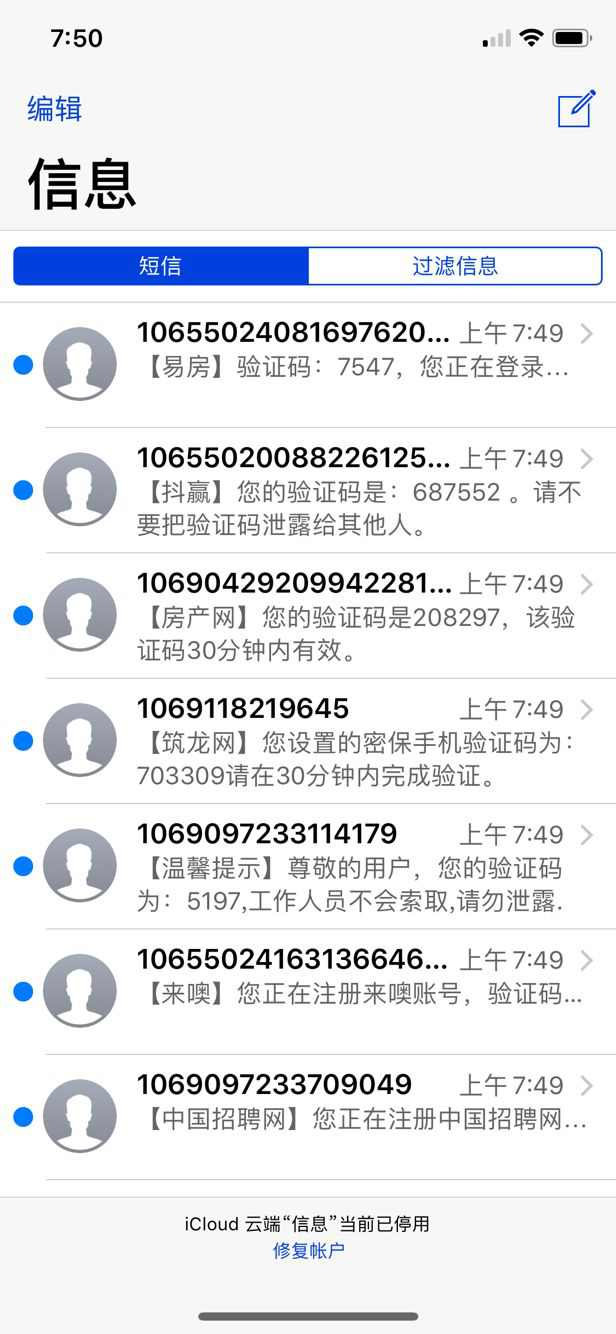 7:50
编辑
信息
短信 过滤信息
10655024081697620... 上午 7:49
【易房】验证码：7547，您正在登录...
10655020088226125... 上午 7:49
【抖赢】您的验证码是：687552 。请不
要把验证码泄露给其他人。
10690429209942281... 上午 7:49
【房产网】您的验证码是208297，该验
证码30分钟内有效。
1069118219645 上午 7:49
【筑龙网】您设置的密保手机验证码为：
703309请在30分钟内完成验证。
1069097233114179 上午 7:49
【温馨提示】尊敬的用户，您的验证码
为：5197,工作人员不会索取,请勿泄露.
10655024163136646... 上午 7:49
【来噢】您正在注册来噢账号，验证码...
1069097233709049 上午 7:49
【中国招聘网】您正在注册中国招聘网...
iCloud 云端“信息”当前已停用
修复帐户